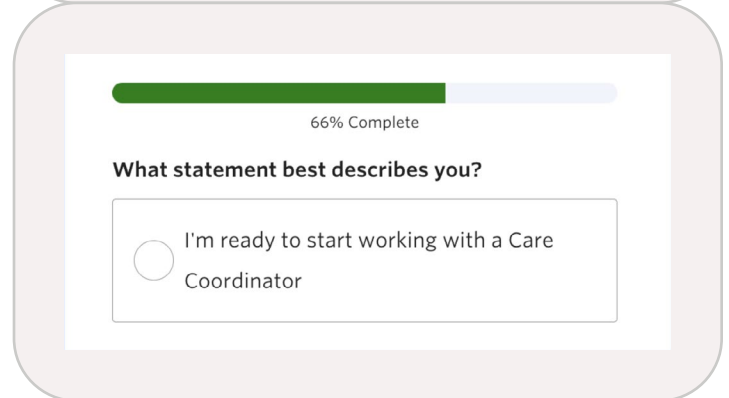 66% Complete
What statement best describes you?
I'm ready to start working with a Care
Coordinator